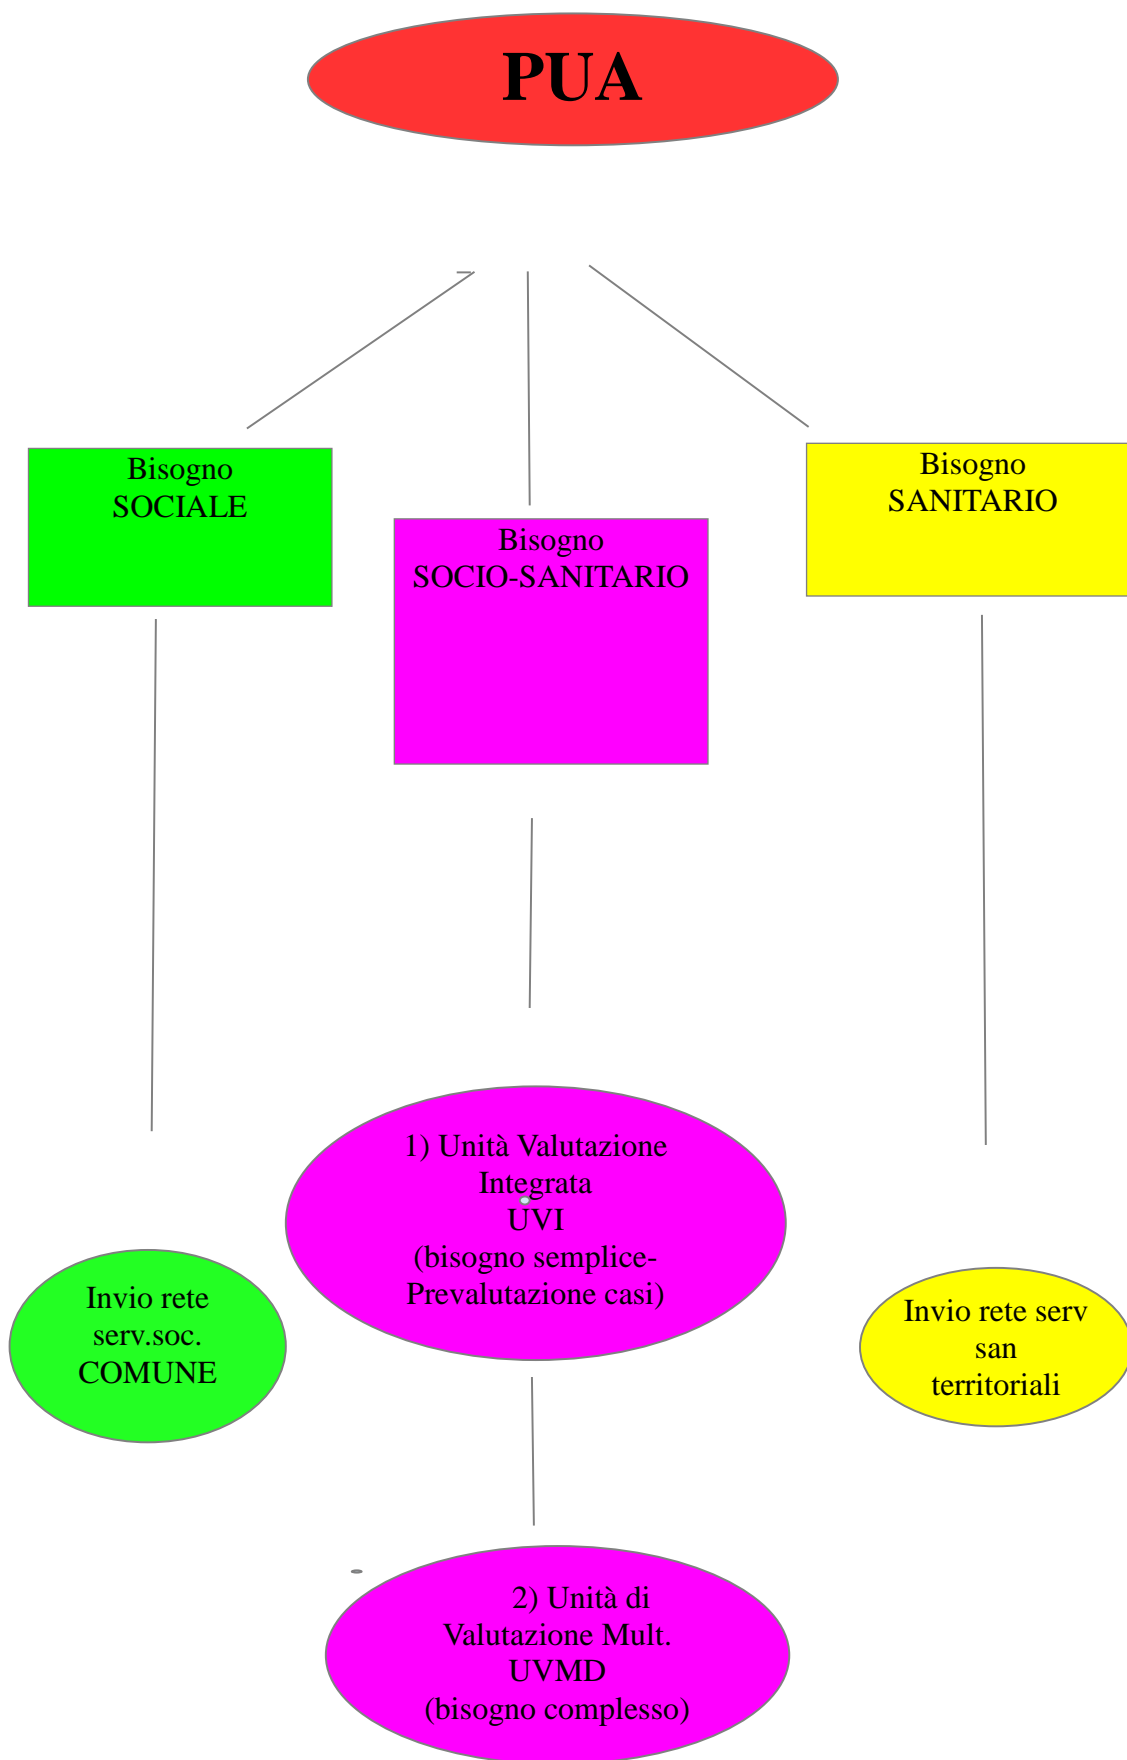 PUA
Bisogno
SOCIALE
Bisogno
SOCIO-SANITARIO
Bisogno
SANITARIO
1) Unità Valutazione
Integrata
UVI
(bisogno semplice-
Prevalutazione casi)
Invio rete
serv.soc.
COMUNE
Invio rete serv
san
territoriali
2) Unità di
Valutazione Mult.
UVMD
(bisogno complesso)